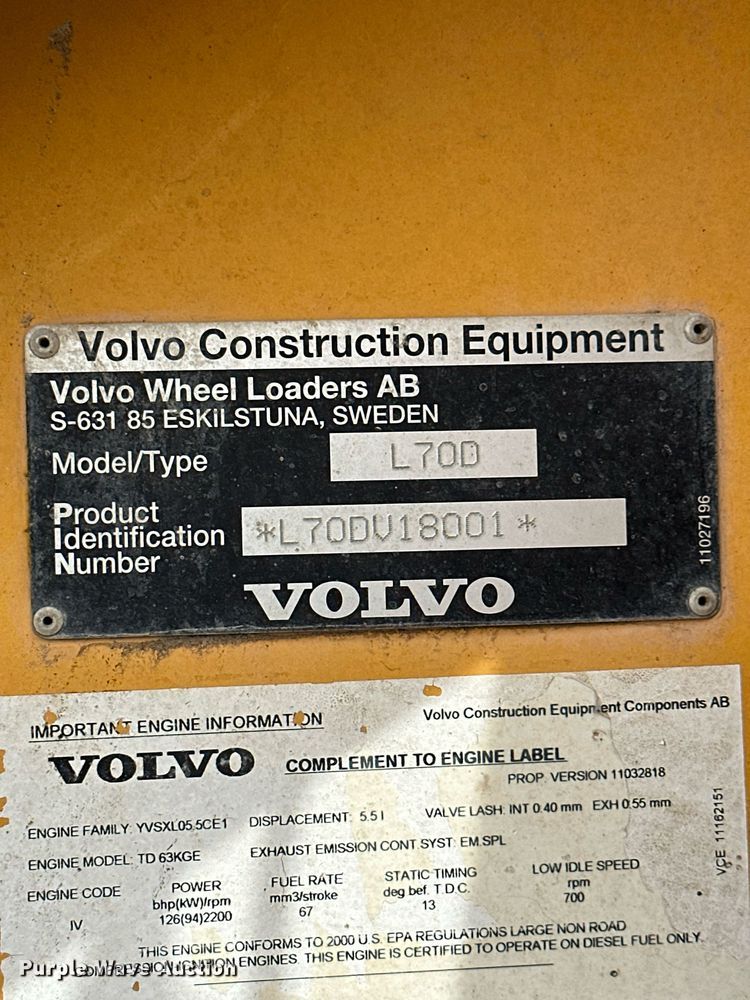 Volvo Construction Equipment
Volvo Wheel Loaders AB
S-631 85 ESKILSTUNA, SWEDEN
Model/Type L70D
Product
Identification
Number
*L70DV18001*
VOLVO
11027196
IMPORTANT ENGINE INFORMATION
Volvo Construction Equipment Components AB
VOLVO
COMPLEMENT TO ENGINE LABEL
PROP. VERSION 11032818
ENGINE FAMILY: YVSXL05.5CE1 DISPLACEMENT: 5.5 l VALVE LASH: INT 0.40 mm EXH 0.55 mm
ENGINE MODEL: TD 63KGE EXHAUST EMISSION CONT SYST: EM.SPL
ENGINE CODE POWER FUEL RATE STATIC TIMING LOW IDLE SPEED
bhp(kW)/rpm mm3/stroke deg bef. T.D.C. rpm
IV 126(94)2200 67 13 700
THIS ENGINE CONFORMS TO 2000 U.S. EPA REGULATIONS LARGE NON ROAD
COMPRESSION IGNITION ENGINES. THIS ENGINE IS CERTIFIED TO OPERATE ON DIESEL FUEL ONLY.
VCE 11162151
Purple Wave Auction